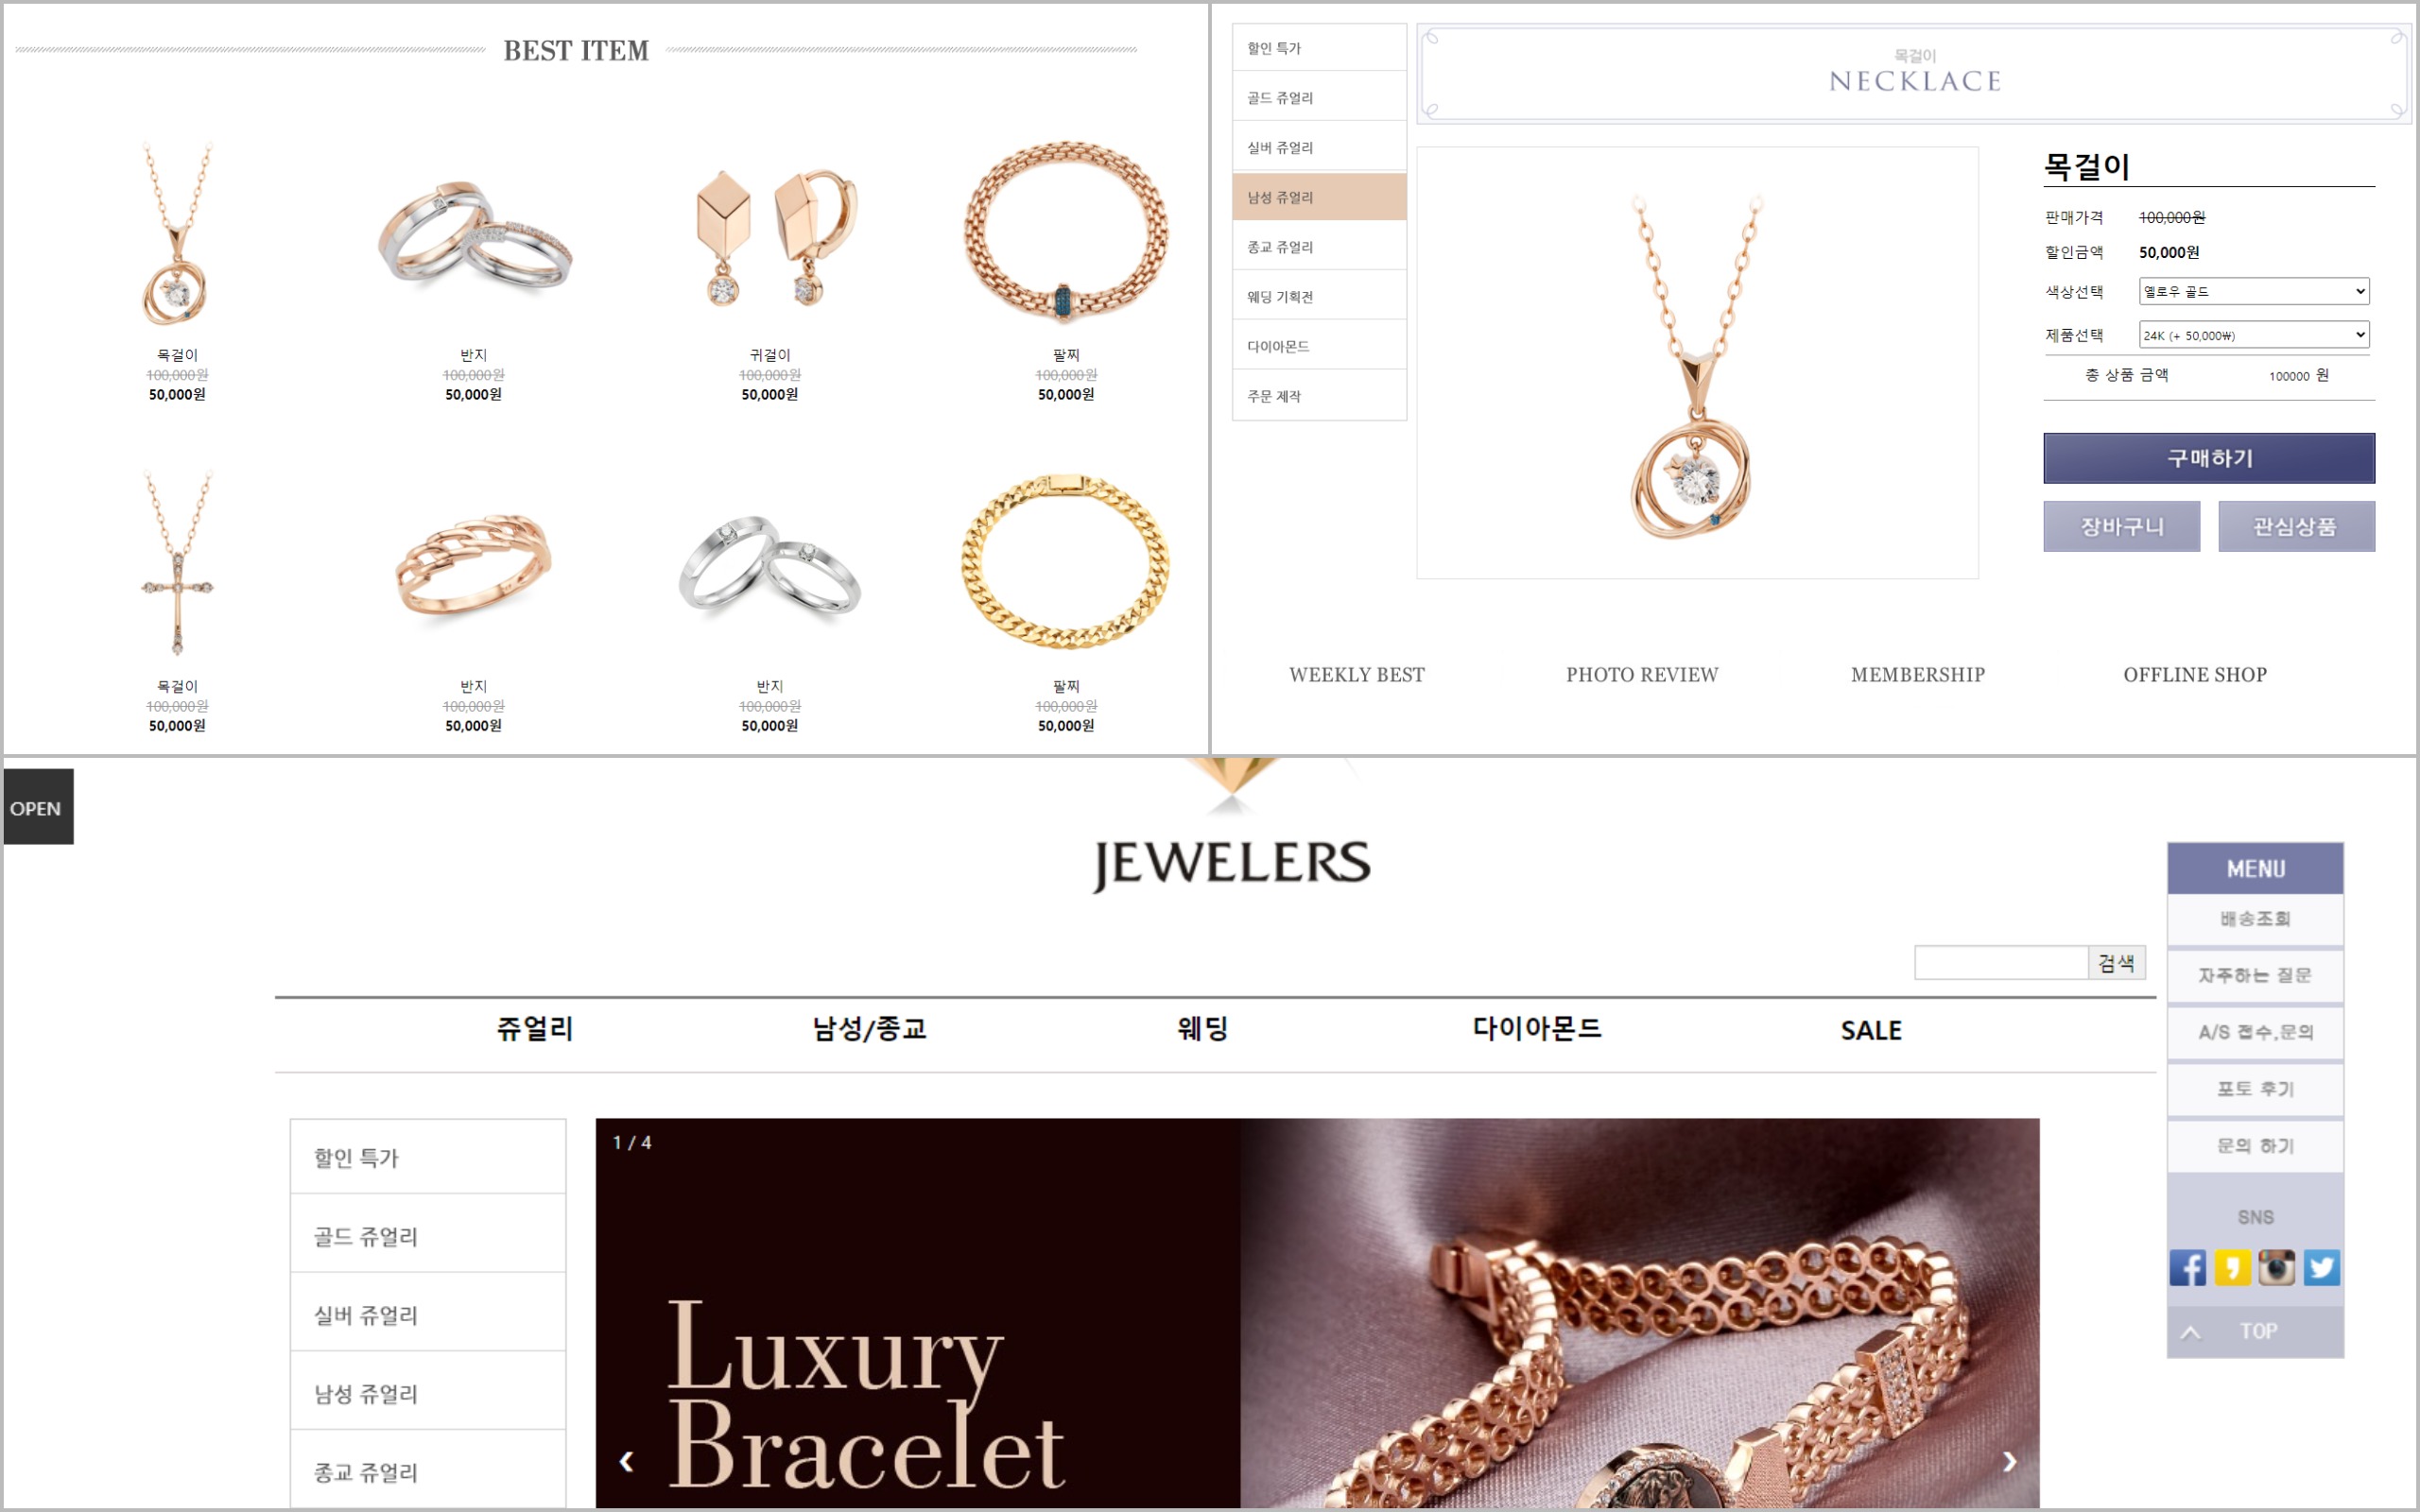 BEST ITEM
목걸이
100,000원
50,000원
반지
100,000원
50,000원
귀걸이
100,000원
50,000원
팔찌
100,000원
50,000원
목걸이
100,000원
50,000원
반지
100,000원
50,000원
반지
100,000원
50,000원
팔찌
100,000원
50,000원
할인 특가
골드 쥬얼리
실버 쥬얼리
남성 쥬얼리
종교 쥬얼리
웨딩 기획전
다이아몬드
주문 제작
목걸이
NECKLACE
목걸이
판매가격 100,000원
할인금액 50,000원
색상선택 옐로우 골드
제품선택 24K (+ 50,000₩)
총 상품 금액 100000 원
구매하기
장바구니 관심상품
WEEKLY BEST PHOTO REVIEW MEMBERSHIP OFFLINE SHOP
OPEN
JEWELERS
검색
쥬얼리 남성/종교 웨딩 다이아몬드 SALE
할인 특가
골드 쥬얼리
실버 쥬얼리
남성 쥬얼리
종교 쥬얼리
1 / 4
Luxury
Bracelet
❮ ❯
MENU
배송조회
자주하는 질문
A/S 접수,문의
포토 후기
문의 하기
SNS
TOP